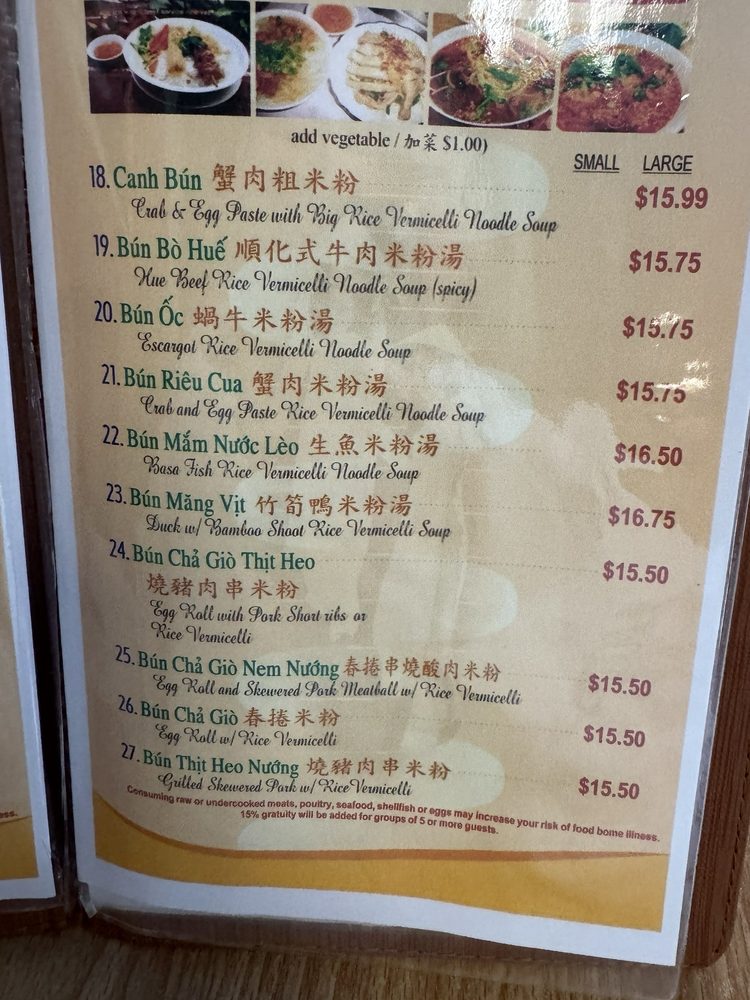 add vegetable / 加菜 $1.00)
SMALL LARGE
18. Canh Bún 蟹肉粗米粉 $15.99
Crab & Egg Paste with Big Rice Vermicelli Noodle Soup
19. Bún Bò Huế 順化式牛肉米粉湯 $15.75
Hue Beef Rice Vermicelli Noodle Soup (spicy)
20. Bún Ốc 蝸牛米粉湯 $15.75
Escargot Rice Vermicelli Noodle Soup
21. Bún Riêu Cua 蟹肉米粉湯 $15.75
Crab and Egg Paste Rice Vermicelli Noodle Soup
22. Bún Mắm Nước Lèo 生魚米粉湯 $16.50
Basa Fish Rice Vermicelli Noodle Soup
23. Bún Măng Vịt 竹筍鴨米粉湯 $16.75
Duck w/ Bamboo Shoot Rice Vermicelli Soup
24. Bún Chả Giò Thịt Heo $15.50
燒豬肉串米粉
Egg Roll with Pork Short ribs or
Rice Vermicelli
25. Bún Chả Giò Nem Nướng 春捲串燒酸肉米粉 $15.50
Egg Roll and Skewered Pork Meatball w/ Rice Vermicelli
26. Bún Chả Giò 春捲米粉 $15.50
Egg Roll w/ Rice Vermicelli
27. Bún Thịt Heo Nướng 燒豬肉串米粉 $15.50
Grilled Skewered Pork w/ Rice Vermicelli
Consuming raw or undercooked meats, poultry, seafood, shellfish or eggs may increase your risk of food borne illness.
15% gratuity will be added for groups of 5 or more guests.